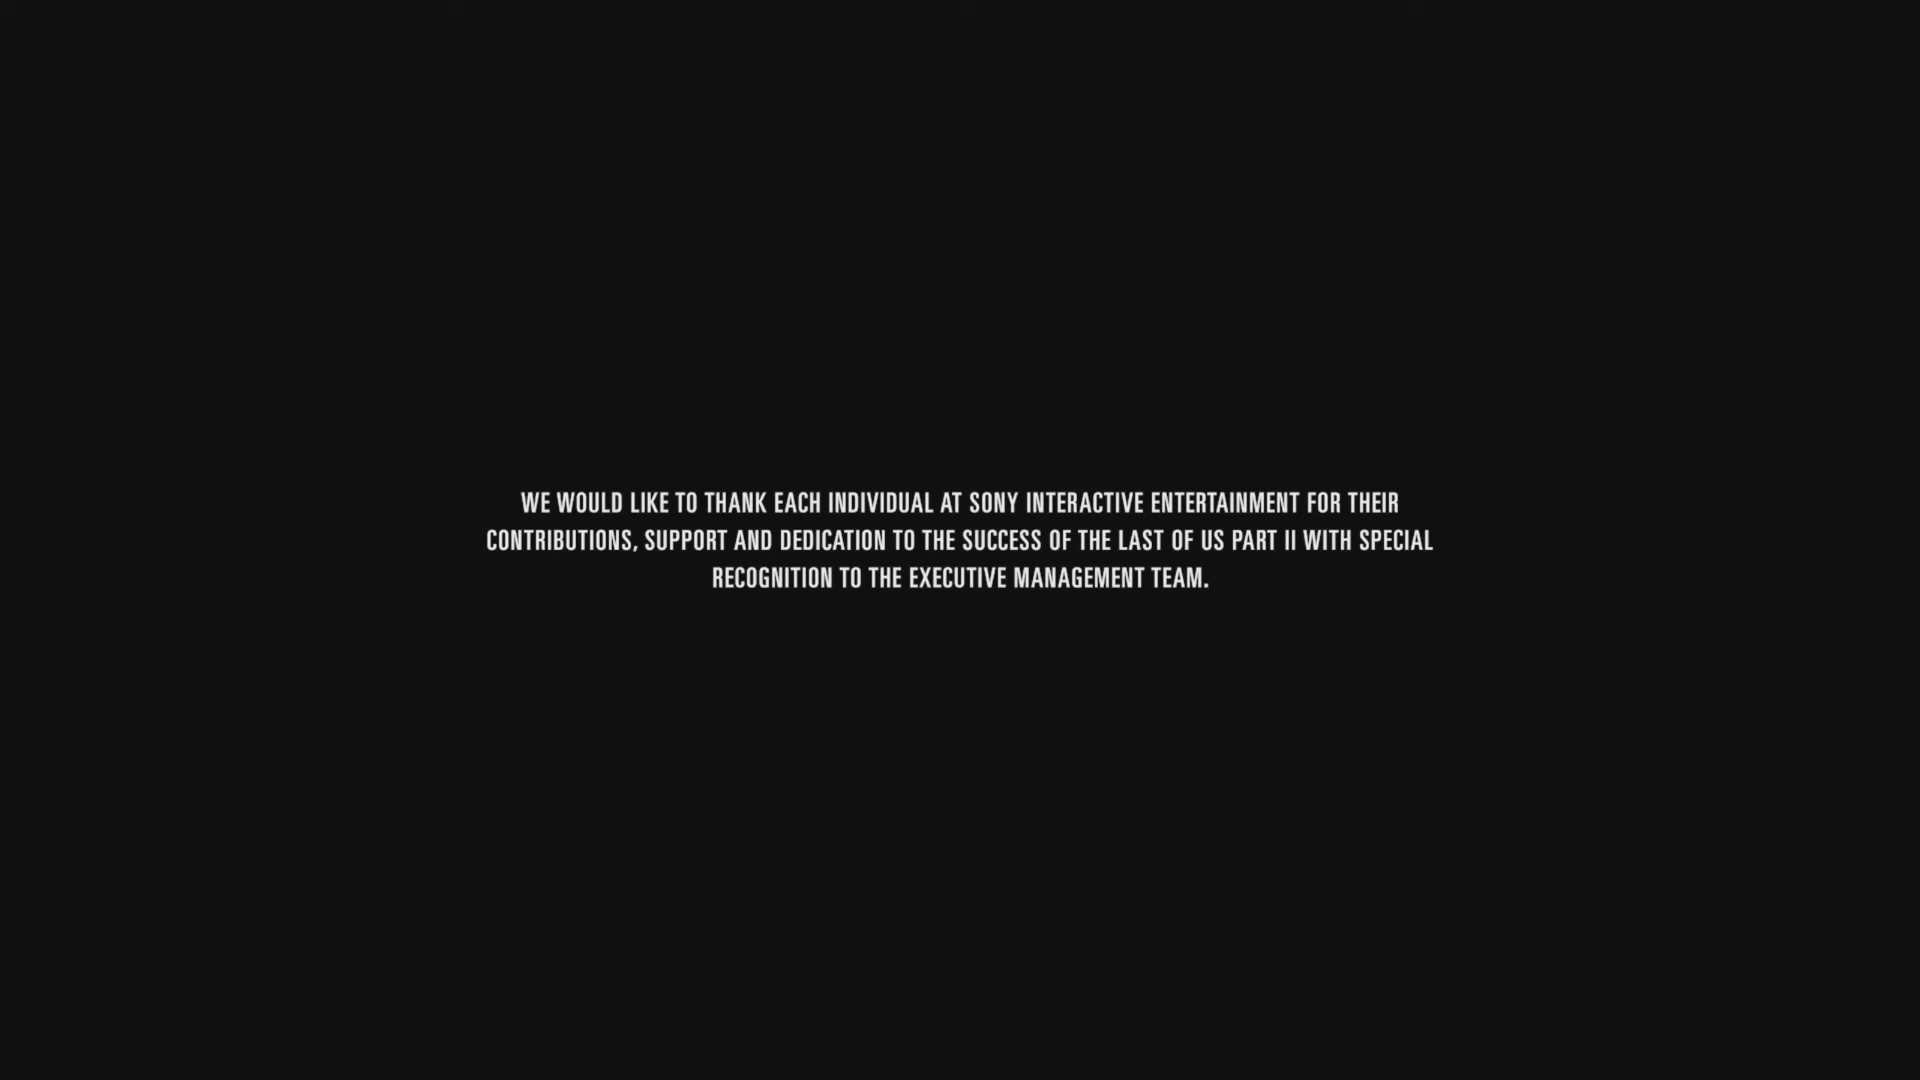 WE WOULD LIKE TO THANK EACH INDIVIDUAL AT SONY INTERACTIVE ENTERTAINMENT FOR THEIR
CONTRIBUTIONS, SUPPORT AND DEDICATION TO THE SUCCESS OF THE LAST OF US PART II WITH SPECIAL
RECOGNITION TO THE EXECUTIVE MANAGEMENT TEAM.